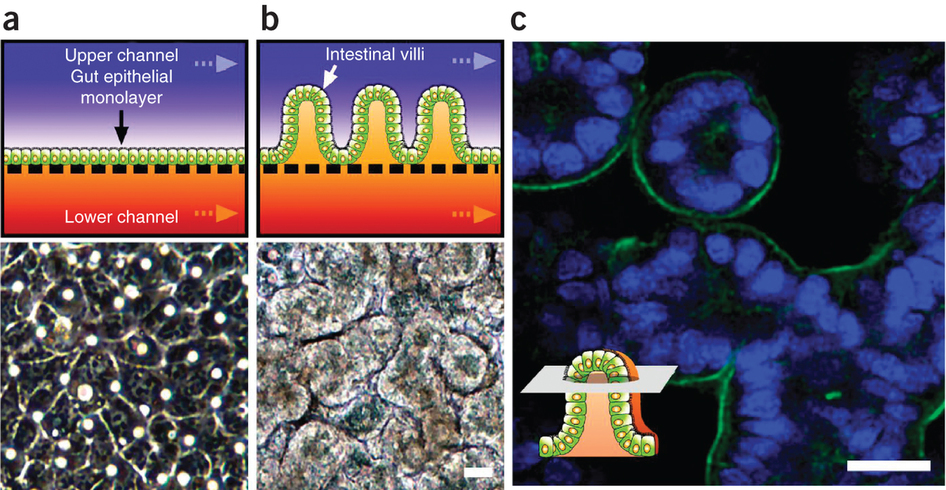 a
b
c
Upper channel
Gut epithelial
monolayer
Lower channel
Intestinal villi